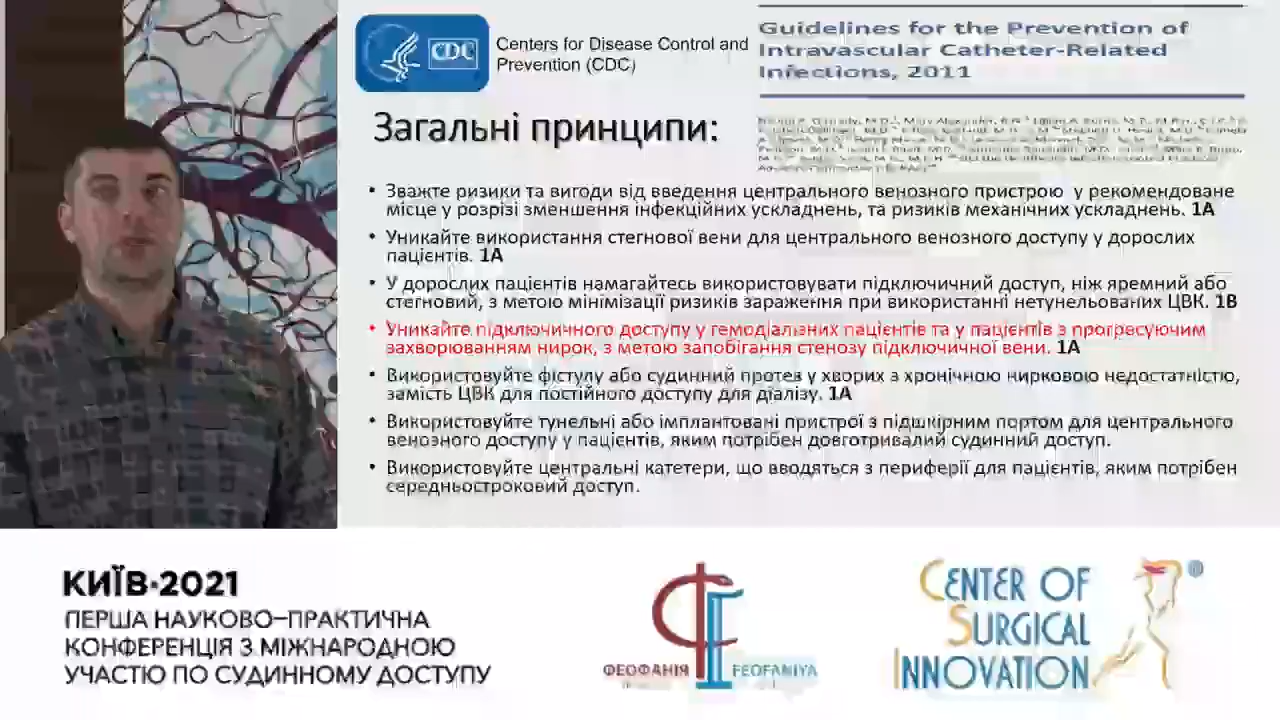 CDC
Centers for Disease Control and
Prevention (CDC)
Guidelines for the Prevention of
Intravascular Catheter-Related
Infections, 2011
Загальні принципи:
• Зважте ризики та вигоди від введення центрального венозного пристрою у рекомендоване
місце у розрізі зменшення інфекційних ускладнень, та ризиків механічних ускладнень. 1А
• Уникайте використання стегнової вени для центрального венозного доступу у дорослих
пацієнтів. 1А
• У дорослих пацієнтів намагайтесь використовувати підключичний доступ, ніж яремний або
стегновий, з метою мінімізації ризиків зараження при використанні нетунельованих ЦВК. 1В
• Уникайте підключичного доступу у гемодіалізних пацієнтів та у пацієнтів з прогресуючим
захворюванням нирок, з метою запобігання стенозу підключичної вени. 1А
• Використовуйте фістулу або судинний протез у хворих з хронічною нирковою недостатністю,
замість ЦВК для постійного доступу для діалізу. 1А
• Використовуйте тунельні або імплантовані пристрої з підшкірним портом для центрального
венозного доступу у пацієнтів, яким потрібен довготривалий судинний доступ.
• Використовуйте центральні катетери, що вводяться з периферії для пацієнтів, яким потрібен
середньостроковий доступ.
КИЇВ·2021
ПЕРША НАУКОВО–ПРАКТИЧНА
КОНФЕРЕНЦІЯ З МІЖНАРОДНОЮ
УЧАСТЮ ПО СУДИННОМУ ДОСТУПУ
ФЕОФАНІЯ FEOFANIYA
CENTER OF
SURGICAL
INNOVATION
®